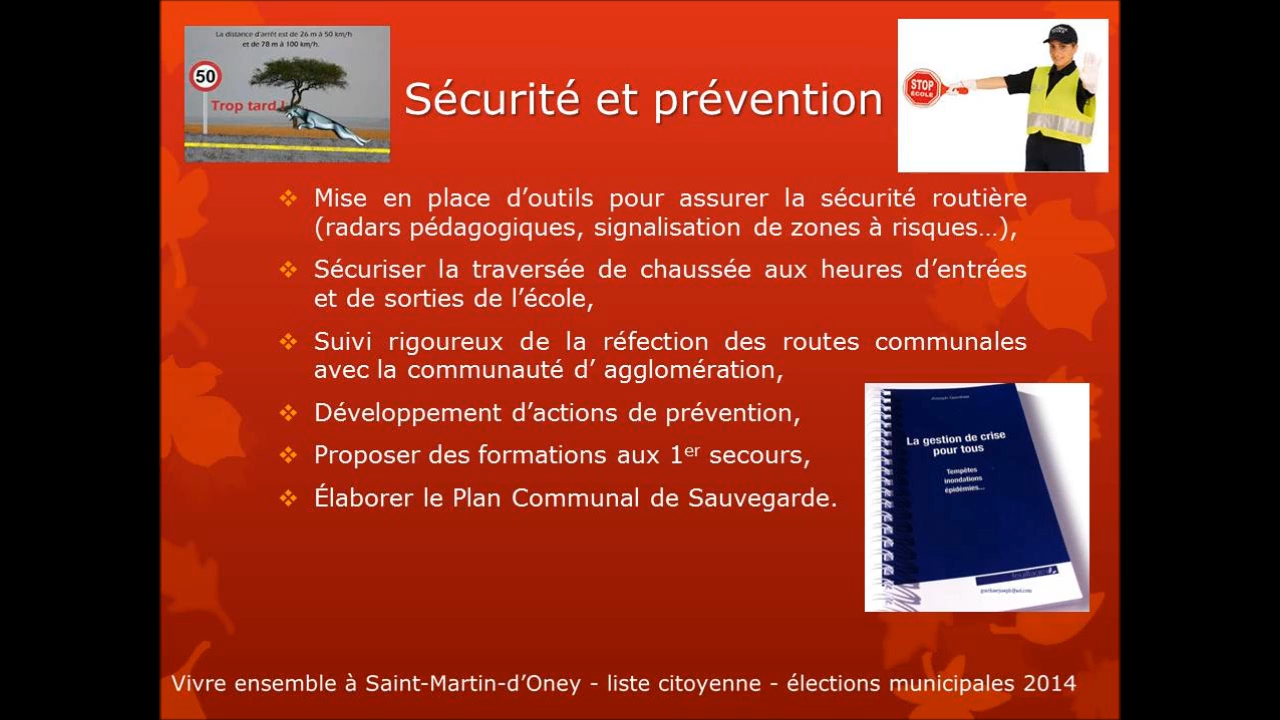 La distance d'arrêt est de 26 m à 50 km/h
et de 78 m à 100 km/h.
50
Trop tard !
Sécurité et prévention
STOP
ÉCOLE
❖ Mise en place d’outils pour assurer la sécurité routière
(radars pédagogiques, signalisation de zones à risques…),
❖ Sécuriser la traversée de chaussée aux heures d’entrées
et de sorties de l’école,
❖ Suivi rigoureux de la réfection des routes communales
avec la communauté d’ agglomération,
❖ Développement d’actions de prévention,
❖ Proposer des formations aux 1er secours,
❖ Élaborer le Plan Communal de Sauvegarde.
La gestion de crise
pour tous
Tempêtes
inondations
épidémies...
Vivre ensemble à Saint-Martin-d’Oney - liste citoyenne - élections municipales 2014